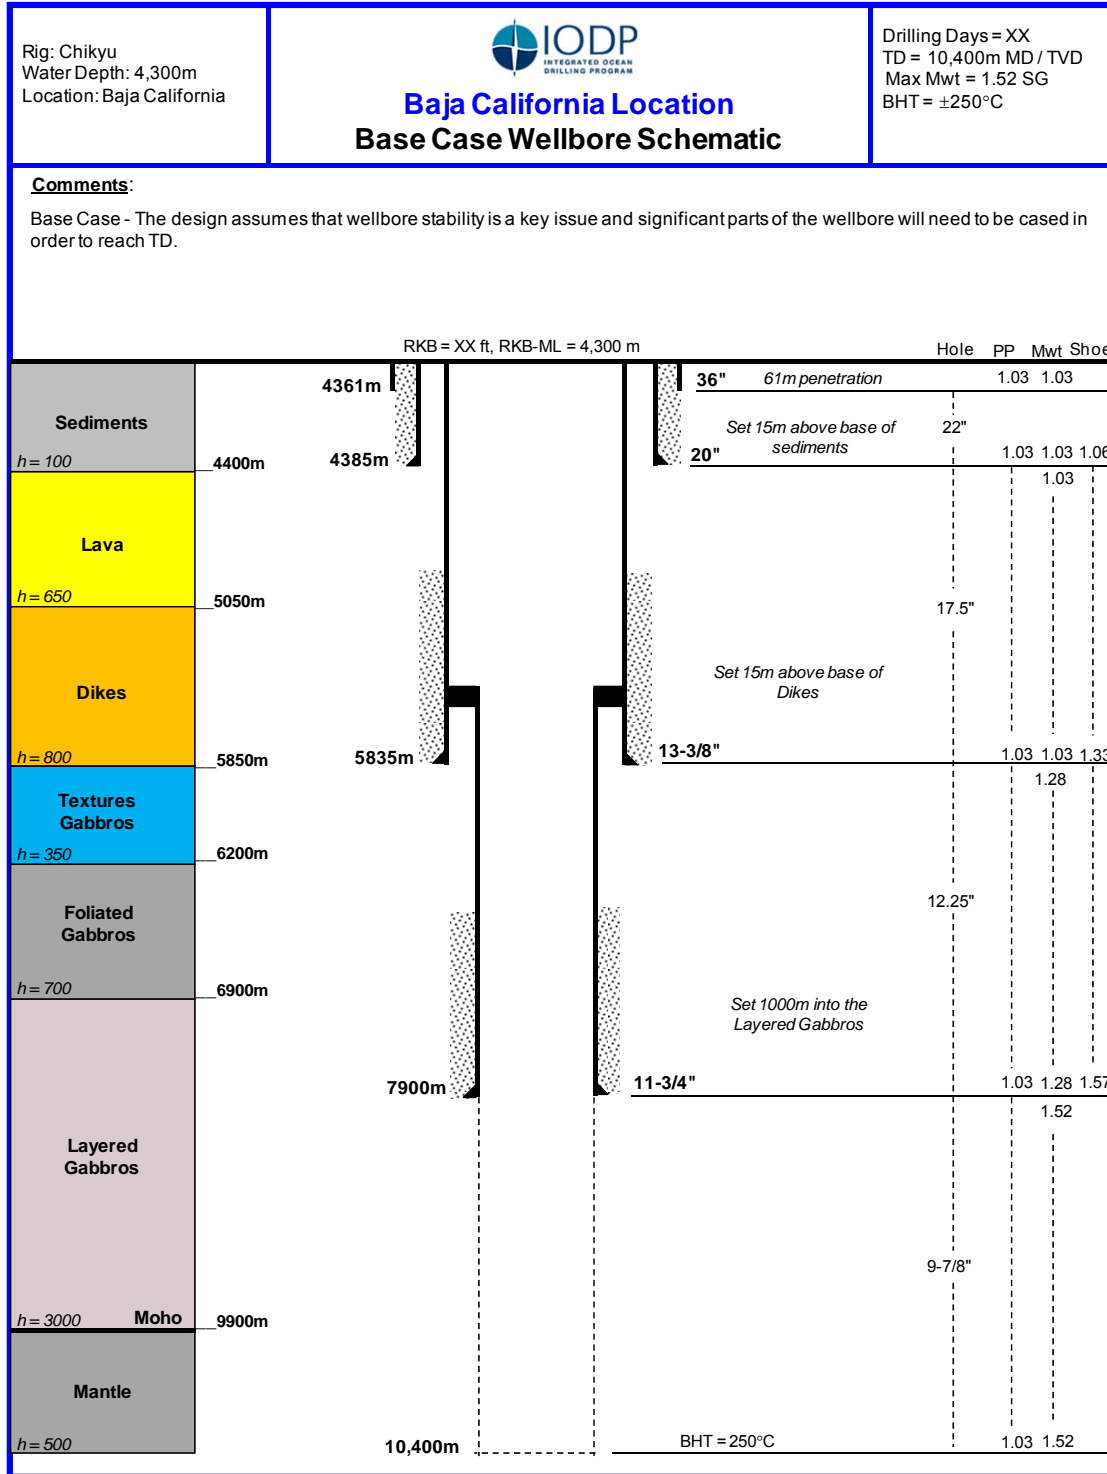 Rig: Chikyu
Water Depth: 4,300m
Location: Baja California
IODP
INTEGRATED OCEAN
DRILLING PROGRAM
Baja California Location
Base Case Wellbore Schematic
Drilling Days = XX
TD = 10,400m MD / TVD
Max Mwt = 1.52 SG
BHT = ±250°C
Comments:
Base Case - The design assumes that wellbore stability is a key issue and significant parts of the wellbore will need to be cased in
order to reach TD.
RKB = XX ft, RKB-ML = 4,300 m
Hole PP Mwt Shoe
4361m 36" 61m penetration 1.03 1.03
Sediments
Set 15m above base of
sediments
22"
h = 100 4400m 4385m 20" 1.03 1.03 1.06
1.03
Lava
h = 650 5050m 17.5"
Dikes
Set 15m above base of
Dikes
h = 800 5850m 5835m 13-3/8" 1.03 1.03 1.33
1.28
Textures
Gabbros
h = 350 6200m
12.25"
Foliated
Gabbros
h = 700 6900m
Set 1000m into the
Layered Gabbros
7900m 11-3/4" 1.03 1.28 1.57
1.52
Layered
Gabbros
9-7/8"
h = 3000 Moho 9900m
Mantle
h = 500 10,400m BHT = 250°C 1.03 1.52